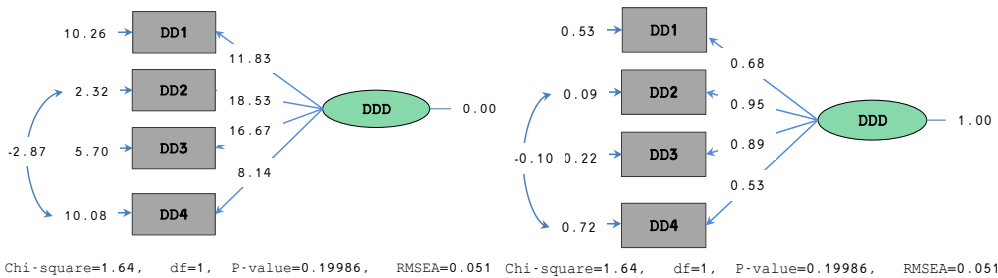 10.26 DD1
11.83
2.32 DD2
18.53
DDD 0.00
16.67
-2.87 5.70 DD3
8.14
10.08 DD4
Chi-square=1.64, df=1, P-value=0.19986, RMSEA=0.051
0.53 DD1
0.68
0.09 DD2
0.95
DDD 1.00
0.89
-0.10 0.22 DD3
0.53
0.72 DD4
Chi-square=1.64, df=1, P-value=0.19986, RMSEA=0.051